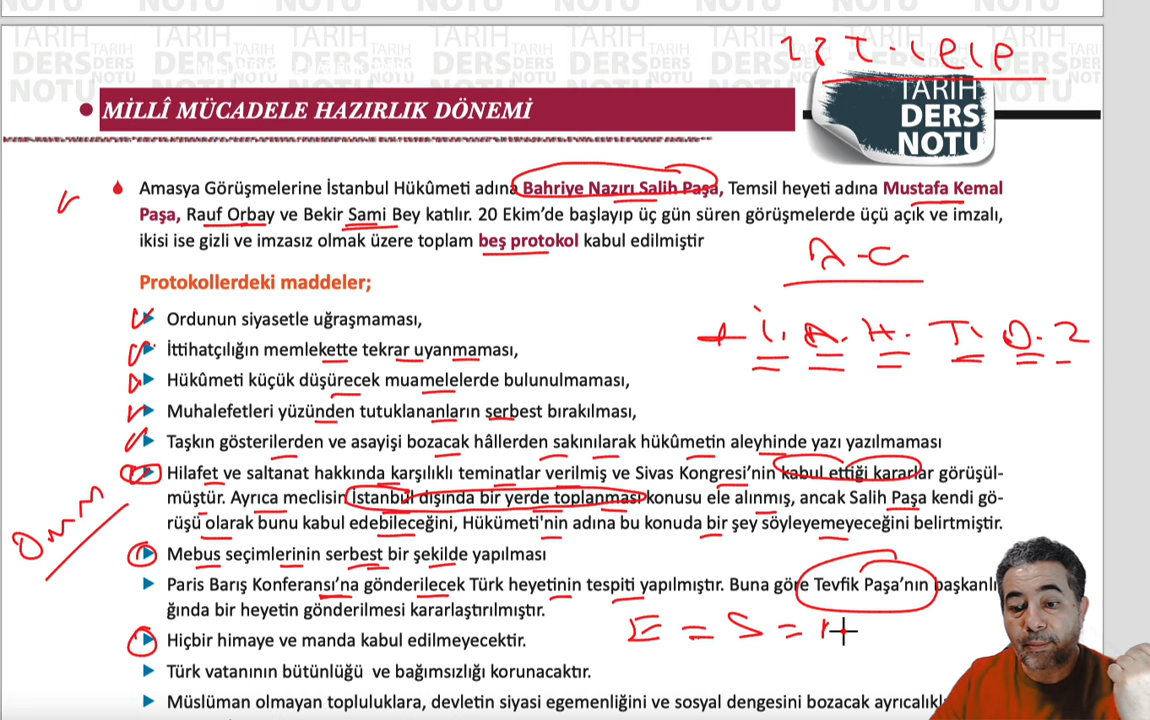 TARİH
DERS
NOTU
MİLLÎ MÜCADELE HAZIRLIK DÖNEMİ
Amasya Görüşmelerine İstanbul Hükûmeti adına Bahriye Nazırı Salih Paşa, Temsil heyeti adına Mustafa Kemal
Paşa, Rauf Orbay ve Bekir Sami Bey katılır. 20 Ekim’de başlayıp üç gün süren görüşmelerde üçü açık ve imzalı,
ikisi ise gizli ve imzasız olmak üzere toplam beş protokol kabul edilmiştir
A-C
Protokollerdeki maddeler;
Ordunun siyasetle uğraşmaması,
İttihatçılığın memlekette tekrar uyanmaması,
Hükûmeti küçük düşürecek muamelelerde bulunulmaması,
Muhalefetleri yüzünden tutuklananların serbest bırakılması,
Taşkın gösterilerden ve asayişi bozacak hâllerden sakınılarak hükûmetin aleyhinde yazı yazılmaması
Hilafet ve saltanat hakkında karşılıklı teminatlar verilmiş ve Sivas Kongresi’nin kabul ettiği kararlar görüşül-
müştür. Ayrıca meclisin İstanbul dışında bir yerde toplanması konusu ele alınmış, ancak Salih Paşa kendi gö-
rüşü olarak bunu kabul edebileceğini, Hükümeti'nin adına bu konuda bir şey söyleyemeyeceğini belirtmiştir.
Mebus seçimlerinin serbest bir şekilde yapılması
Paris Barış Konferansı’na gönderilecek Türk heyetinin tespiti yapılmıştır. Buna göre Tevfik Paşa’nın başkanlı
ğında bir heyetin gönderilmesi kararlaştırılmıştır.
E = S =
Hiçbir himaye ve manda kabul edilmeyecektir.
Türk vatanının bütünlüğü ve bağımsızlığı korunacaktır.
Müslüman olmayan topluluklara, devletin siyasi egemenliğini ve sosyal dengesini bozacak ayrıcalıkl